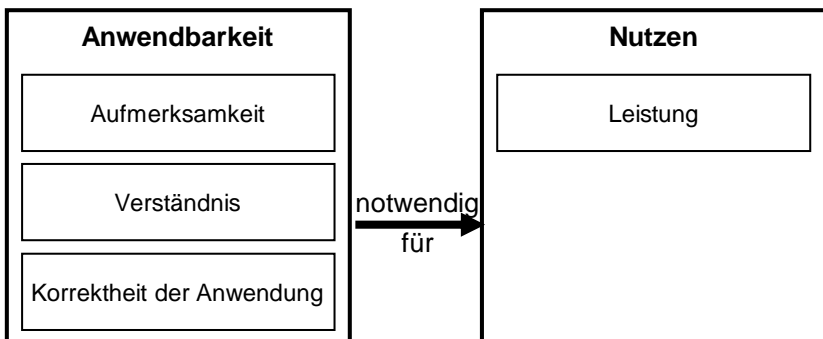 Anwendbarkeit
Aufmerksamkeit
Verständnis
Korrektheit der Anwendung
notwendig
für
Nutzen
Leistung